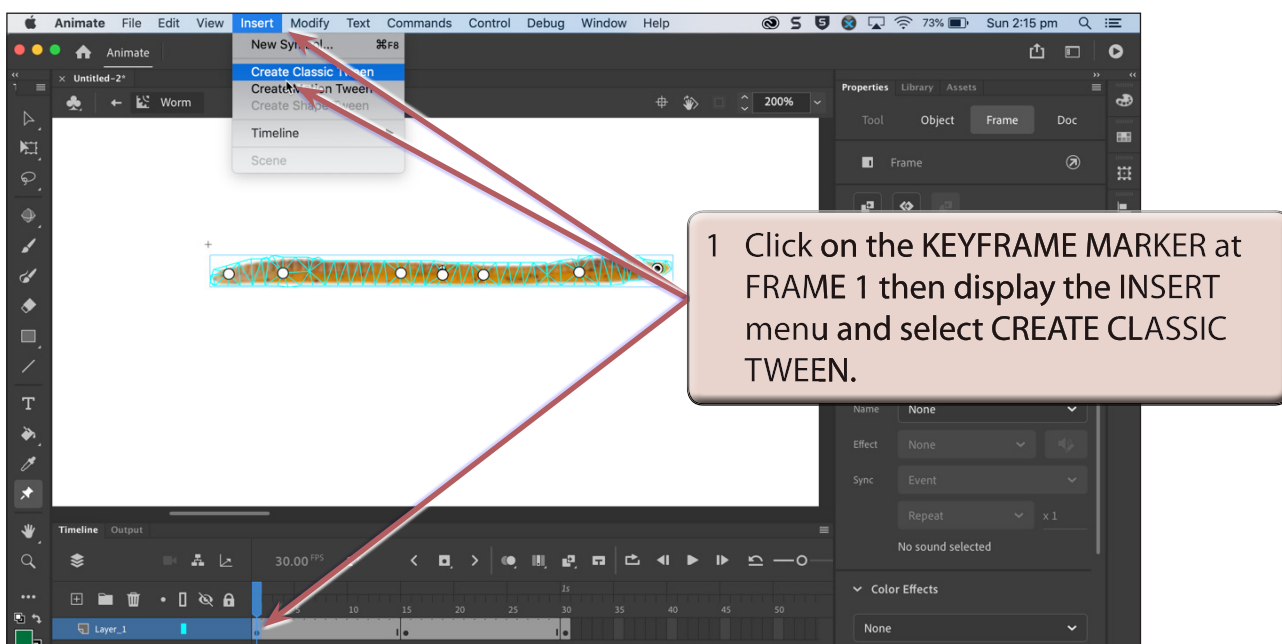 Animate File Edit View Insert Modify Text Commands Control Debug Window Help 73% Sun 2:15 pm
Animate
New Symbol... ⌘F8
Create Classic Tween
Create Motion Tween
Create Shape Tween
Timeline
Scene
× Untitled-2*
Worm
200%
Properties Library Assets
Tool Object Frame Doc
Frame
1 Click on the KEYFRAME MARKER at
FRAME 1 then display the INSERT
menu and select CREATE CLASSIC
TWEEN.
Name None
Effect None
Sync Event
Repeat x 1
No sound selected
Color Effects
None
Timeline Output
30.00 FPS
1s
5 10 15 20 25 30 35 40 45 50
Layer_1